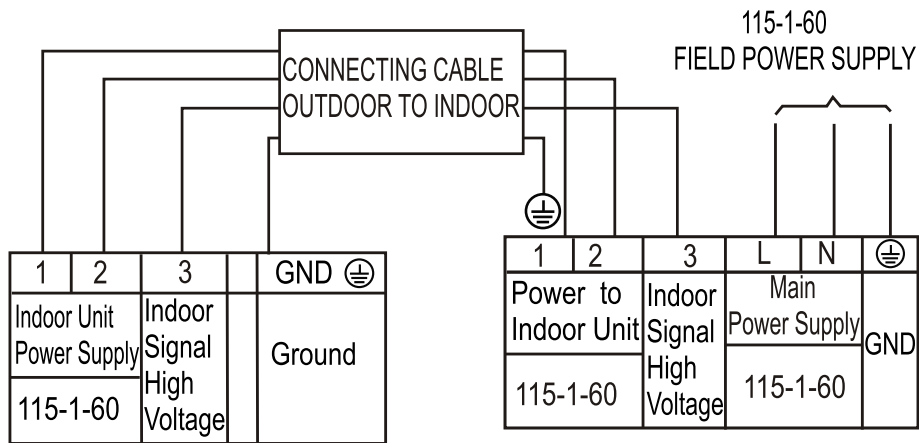 115-1-60
FIELD POWER SUPPLY
CONNECTING CABLE
OUTDOOR TO INDOOR
1 2 3 GND
Indoor Unit
Power Supply
115-1-60
Indoor
Signal
High
Voltage
Ground
1 2 3 L N
Power to
Indoor Unit
115-1-60
Indoor
Signal
High
Voltage
Main
Power Supply
115-1-60
GND